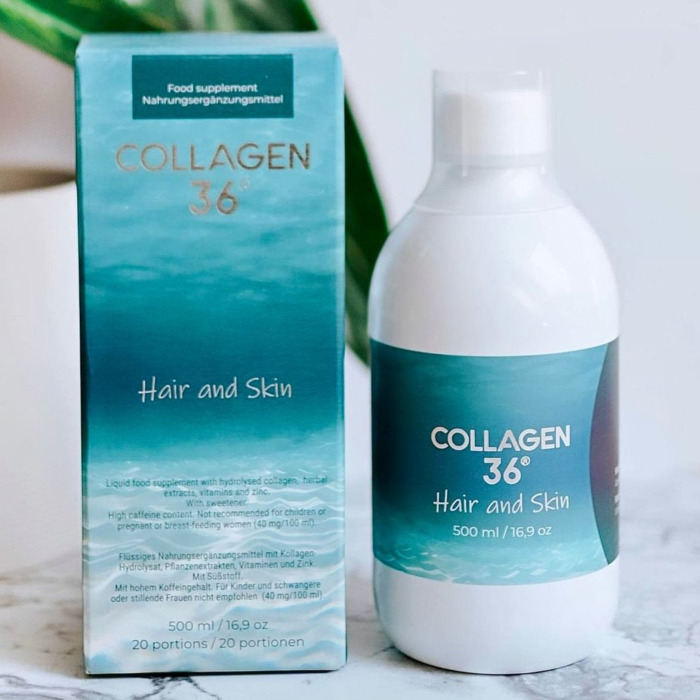 Food supplement
Nahrungsergänzungsmittel
COLLAGEN
36®
Hair and Skin
Liquid food supplement with hydrolysed collagen, herbal
extracts, vitamins and zinc.
With sweetener.
High caffeine content. Not recommended for children or
pregnant or breast-feeding women (40 mg/100 ml).
Flüssiges Nahrungsergänzungsmittel mit Kollagen-
Hydrolysat, Pflanzenextrakten, Vitaminen und Zink.
Mit Süßstoff.
Mit hohem Koffeingehalt. Für Kinder und schwangere
oder stillende Frauen nicht empfohlen (40 mg/100 ml).
500 ml / 16,9 oz
20 portions / 20 portionen
COLLAGEN
36®
Hair and Skin
500 ml / 16,9 oz